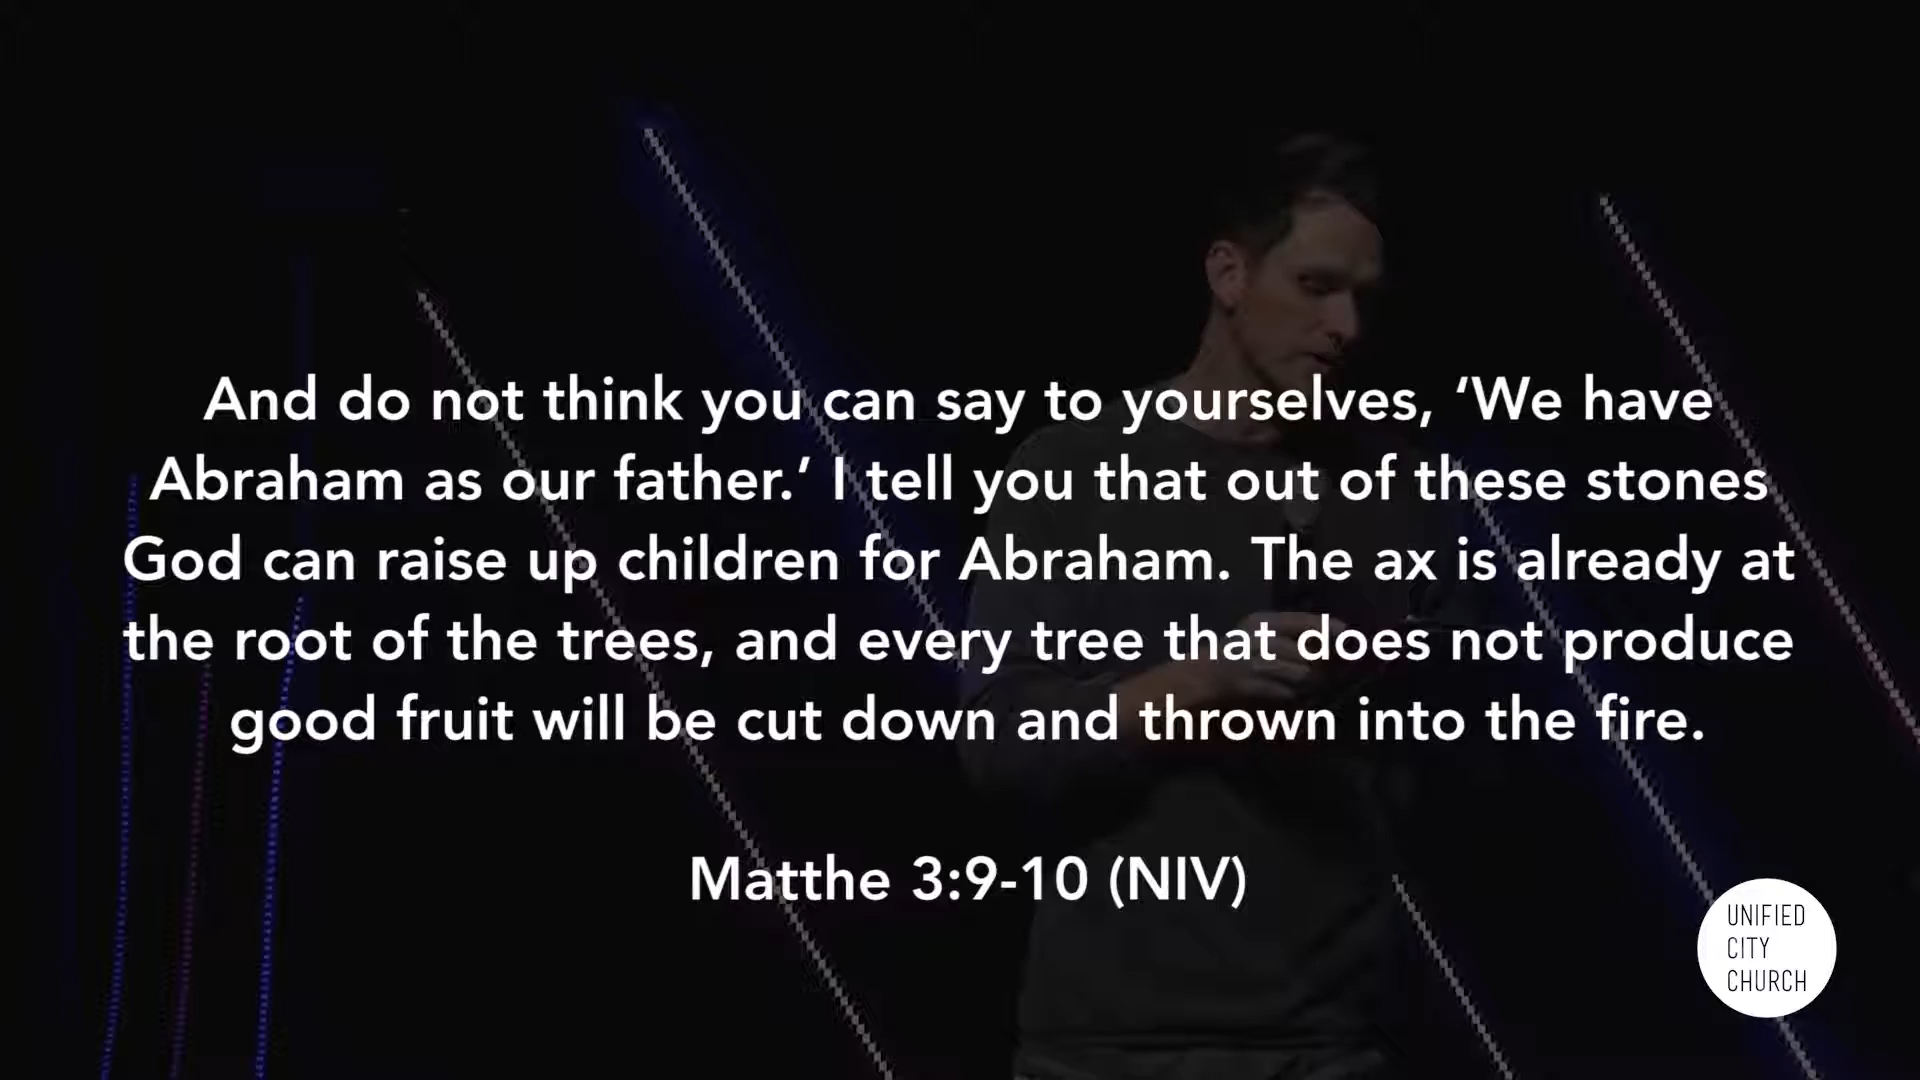 And do not think you can say to yourselves, ‘We have
Abraham as our father.’ I tell you that out of these stones
God can raise up children for Abraham. The ax is already at
the root of the trees, and every tree that does not produce
good fruit will be cut down and thrown into the fire.
Matthe 3:9-10 (NIV)
UNIFIED
CITY
CHURCH